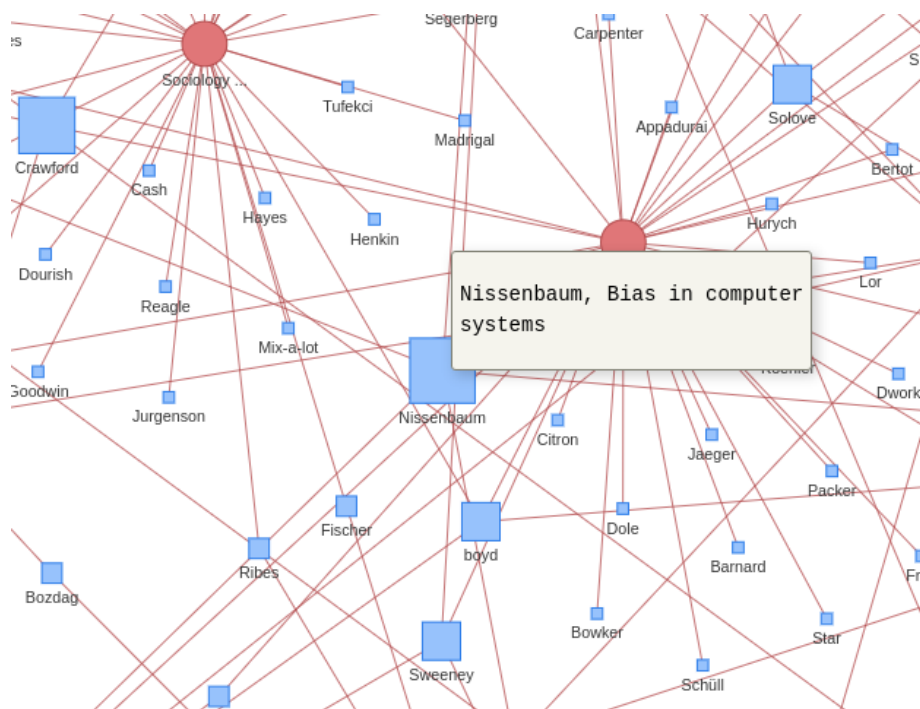 Segerberg
Carpenter
es
S
Sociology ...
Tufekci
Solove
Appadurai
Madrigal
Crawford
Bertot
Cash
Hayes
Hurych
Henkin
Dourish
Lor
Reagle
Nissenbaum, Bias in computer
systems
Mix-a-lot
Goodwin
Dwork
Jurgenson
Nissenbaum
Citron
Jaeger
Packer
Fischer
Dole
boyd
Barnard
Ribes
Fr
Bozdag
Bowker
Star
Sweeney
Schüll